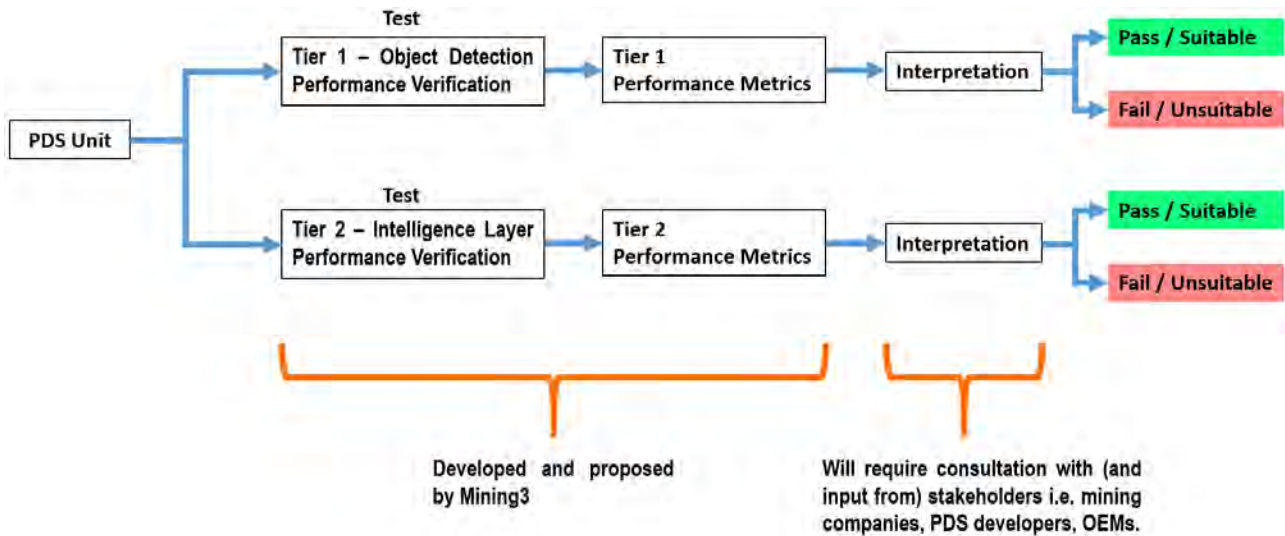 Test
Tier 1 – Object Detection
Performance Verification
Tier 1
Performance Metrics
Interpretation
Pass / Suitable
Fail / Unsuitable
PDS Unit
Test
Tier 2 – Intelligence Layer
Performance Verification
Tier 2
Performance Metrics
Interpretation
Pass / Suitable
Fail / Unsuitable
Developed and proposed
by Mining3
Will require consultation with (and
input from) stakeholders i.e. mining
companies, PDS developers, OEMs.